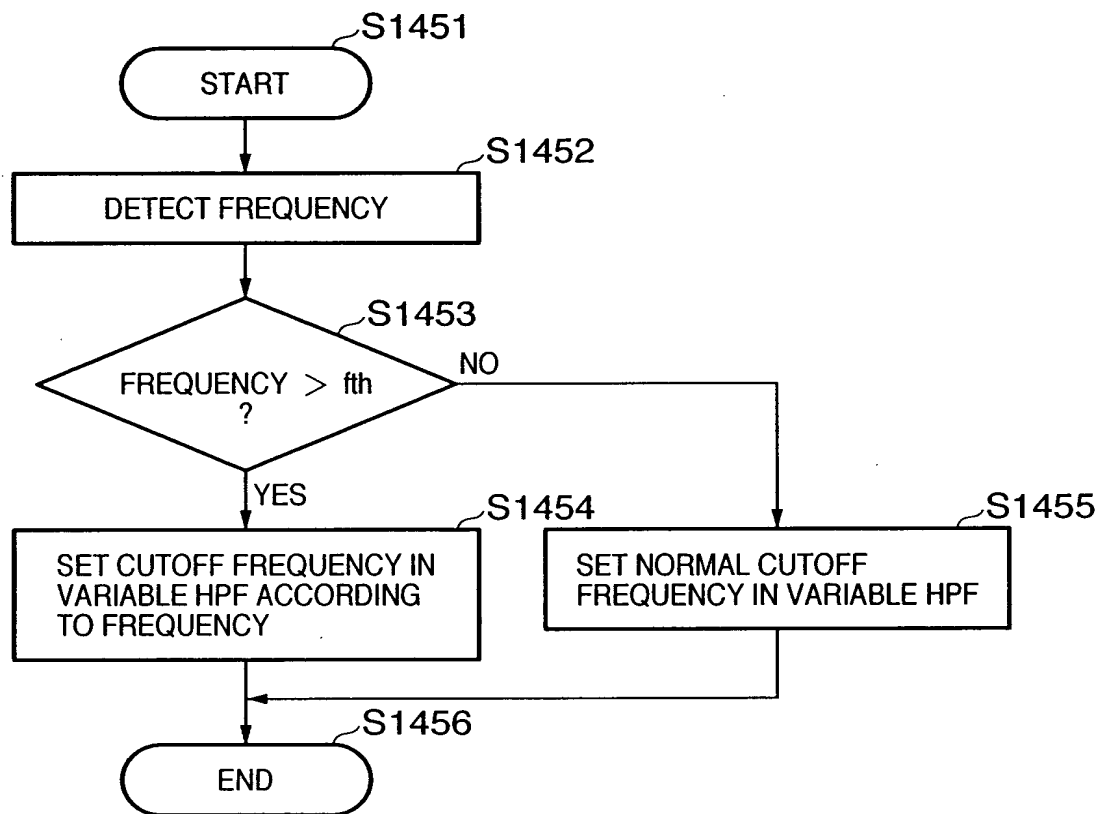 S1451
START
S1452
DETECT FREQUENCY
S1453
FREQUENCY > fth
?
NO
YES
S1454
SET CUTOFF FREQUENCY IN
VARIABLE HPF ACCORDING
TO FREQUENCY
S1455
SET NORMAL CUTOFF
FREQUENCY IN VARIABLE HPF
S1456
END